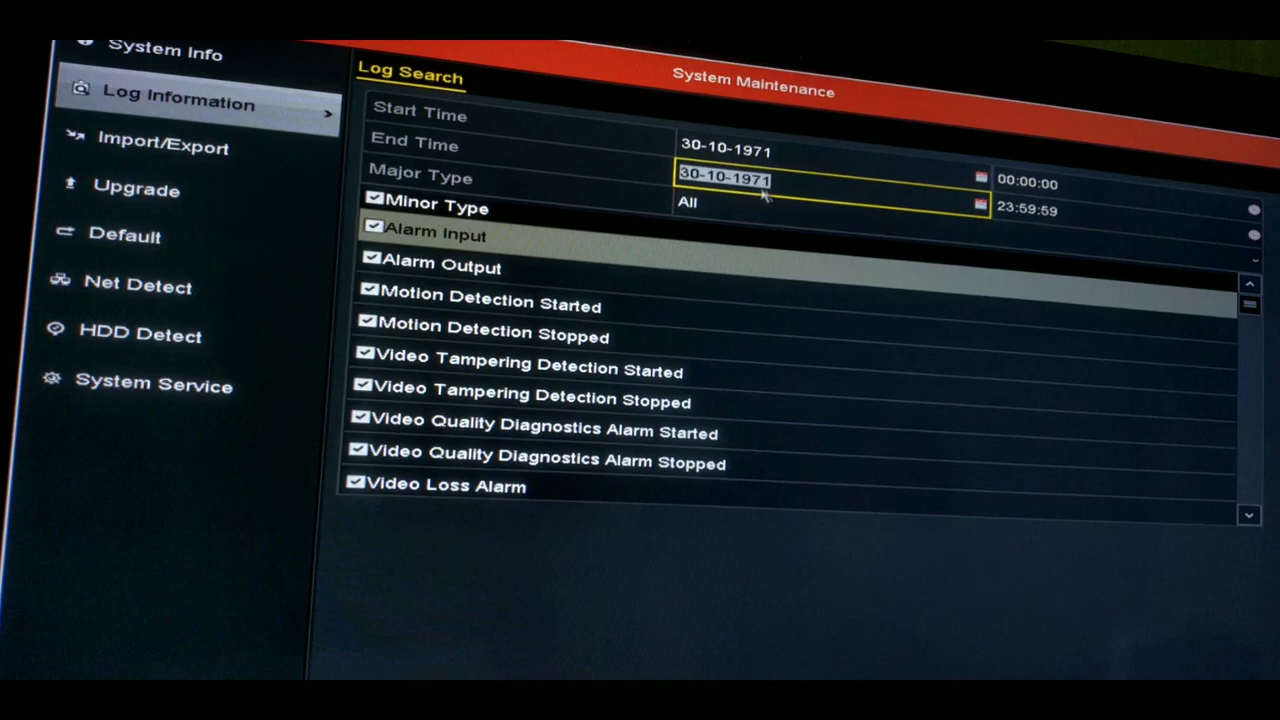 System Maintenance
System Info
Log Information
Import/Export
Upgrade
Default
Net Detect
HDD Detect
System Service
Log Search
Start Time 30-10-1971 00:00:00
End Time 30-10-1971 23:59:59
Major Type All
Minor Type
Alarm Input
Alarm Output
Motion Detection Started
Motion Detection Stopped
Video Tampering Detection Started
Video Tampering Detection Stopped
Video Quality Diagnostics Alarm Started
Video Quality Diagnostics Alarm Stopped
Video Loss Alarm